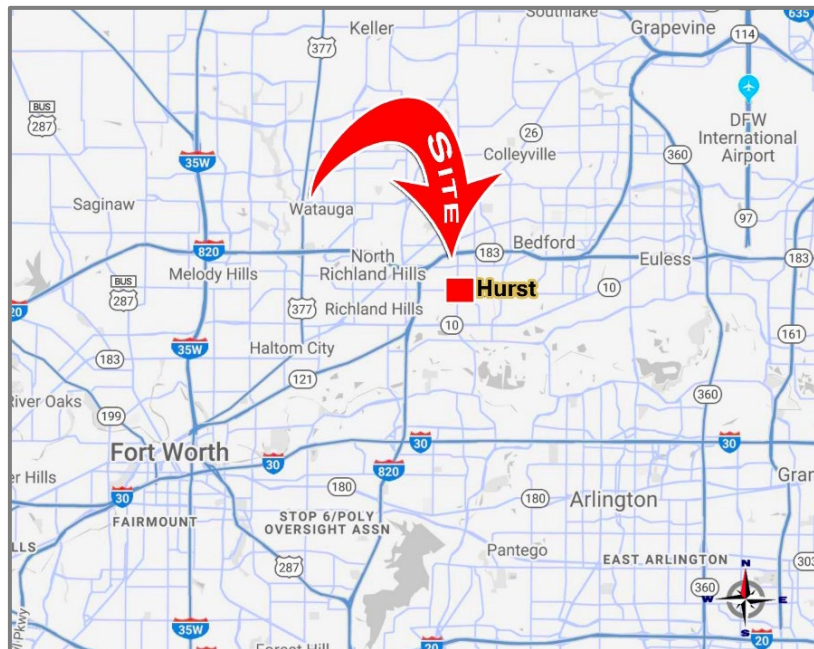 Southlake
635
Keller
Grapevine
377
114
BUS
287
26
DFW
International
Airport
35W
SITE
Colleyville
360
Saginaw
Watauga
97
820
North
Richland Hills
183
Bedford
Euless
183
Melody Hills
BUS
287
Hurst
10
20
377
Richland Hills
10
161
35W
Haltom City
183
121
River Oaks
360
199
Fort Worth
30
30
30
820
Gran
er Hills
180
180
Arlington
30
FAIRMOUNT
STOP 6/POLY
OVERSIGHT ASSN
LLS
Pantego
EAST ARLINGTON
287
303
N
360
W
E
S
35W
Forest Hill
20
20
Pkwy